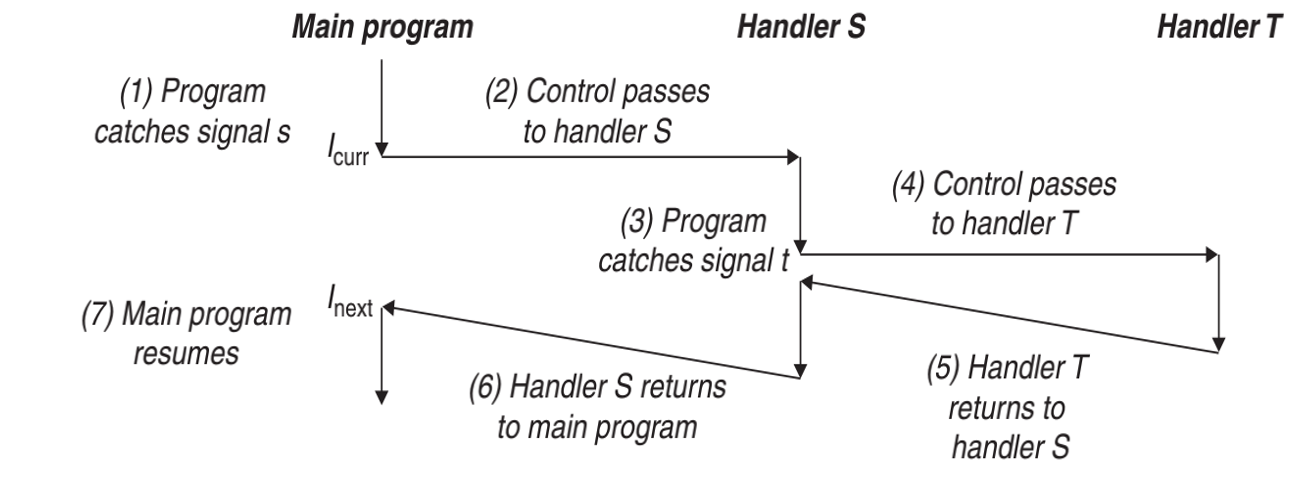 Main program
Handler S
Handler T
(1) Program
catches signal s
(2) Control passes
to handler S
I curr
(3) Program
catches signal t
(4) Control passes
to handler T
I next
(5) Handler T
returns to
handler S
(6) Handler S returns
to main program
(7) Main program
resumes